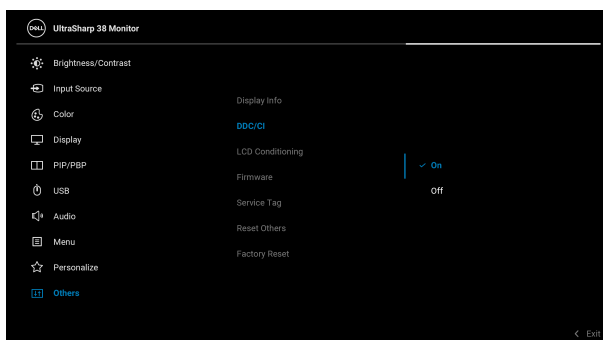 DELL UltraSharp 38 Monitor
Brightness/Contrast
Input Source
Color
Display
PIP/PBP
USB
Audio
Menu
Personalize
Others
Display Info
DDC/CI
LCD Conditioning
Firmware
Service Tag
Reset Others
Factory Reset
On
Off
Exit